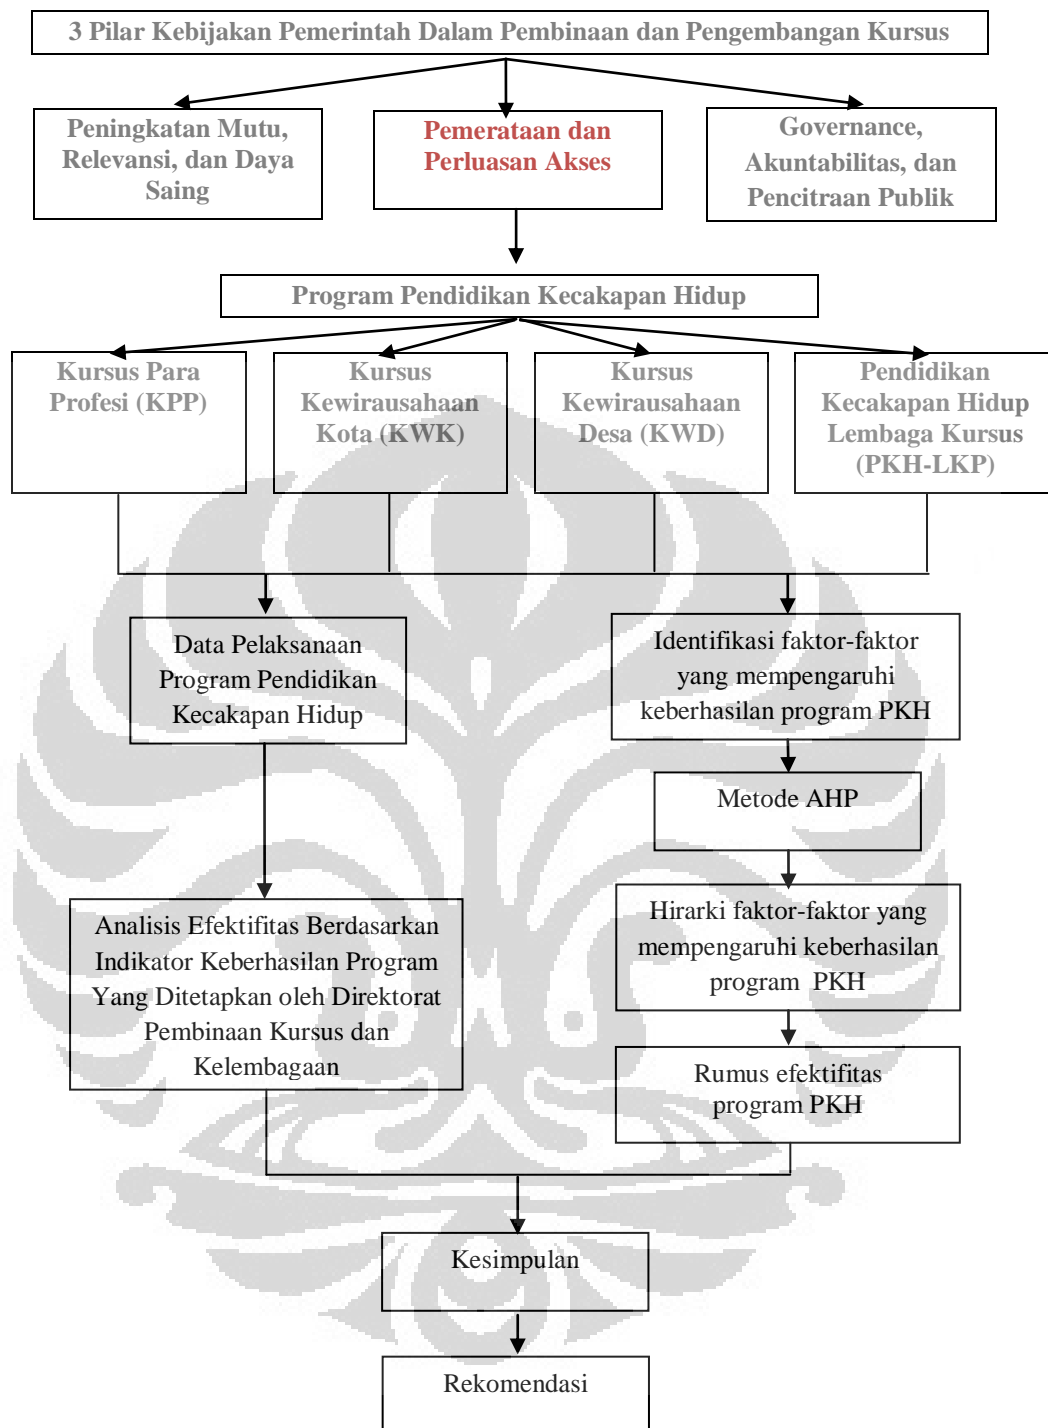 3 Pilar Kebijakan Pemerintah Dalam Pembinaan dan Pengembangan Kursus
Peningkatan Mutu,
Relevansi, dan Daya
Saing
Pemerataan dan
Perluasan Akses
Governance,
Akuntabilitas, dan
Pencitraan Publik
Program Pendidikan Kecakapan Hidup
Kursus Para
Profesi (KPP)
Kursus
Kewirausahaan
Kota (KWK)
Kursus
Kewirausahaan
Desa (KWD)
Pendidikan
Kecakapan Hidup
Lembaga Kursus
(PKH-LKP)
Data Pelaksanaan
Program Pendidikan
Kecakapan Hidup
Identifikasi faktor-faktor
yang mempengaruhi
keberhasilan program PKH
Metode AHP
Analisis Efektifitas Berdasarkan
Indikator Keberhasilan Program
Yang Ditetapkan oleh Direktorat
Pembinaan Kursus dan
Kelembagaan
Hirarki faktor-faktor yang
mempengaruhi keberhasilan
program PKH
Rumus efektifitas
program PKH
Kesimpulan
Rekomendasi